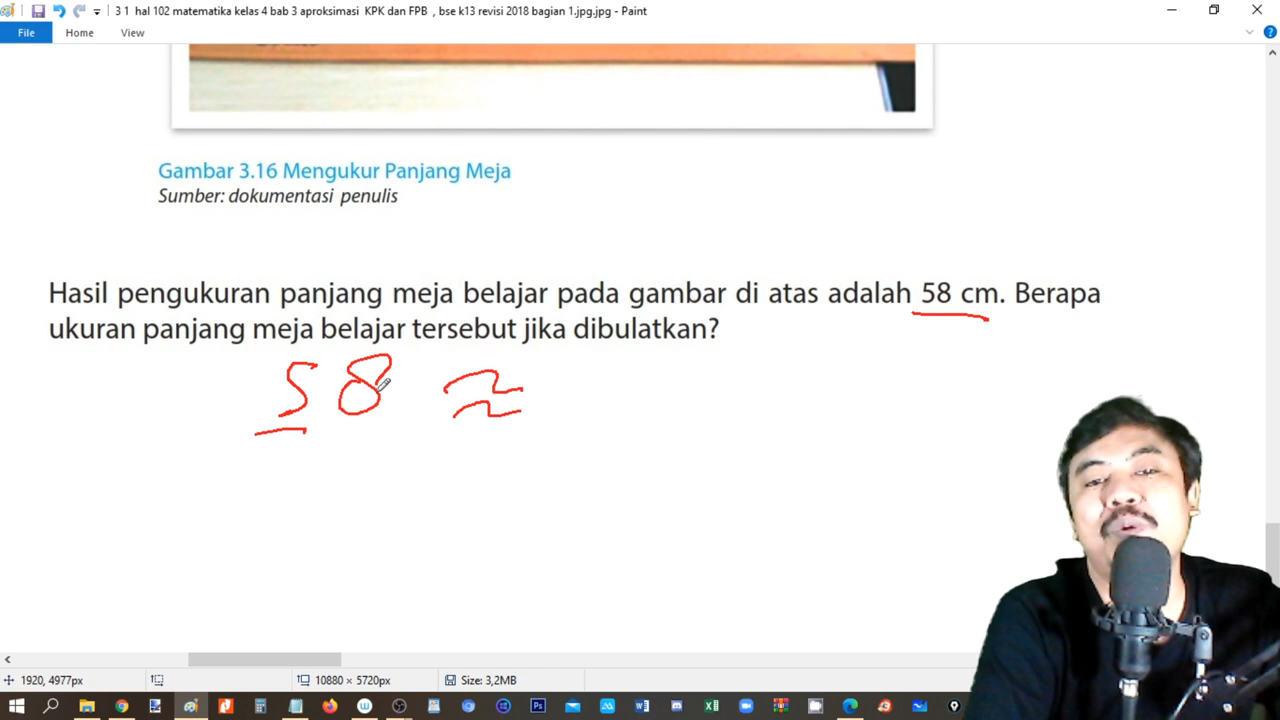 3 1 hal 102 matematika kelas 4 bab 3 aproksimasi KPK dan FPB , bse k13 revisi 2018 bagian 1.jpg.jpg - Paint
File Home View
Gambar 3.16 Mengukur Panjang Meja
Sumber: dokumentasi penulis
Hasil pengukuran panjang meja belajar pada gambar di atas adalah 58 cm. Berapa
ukuran panjang meja belajar tersebut jika dibulatkan?
58 ≈
1920, 4977px 10880 × 5720px Size: 3,2MB